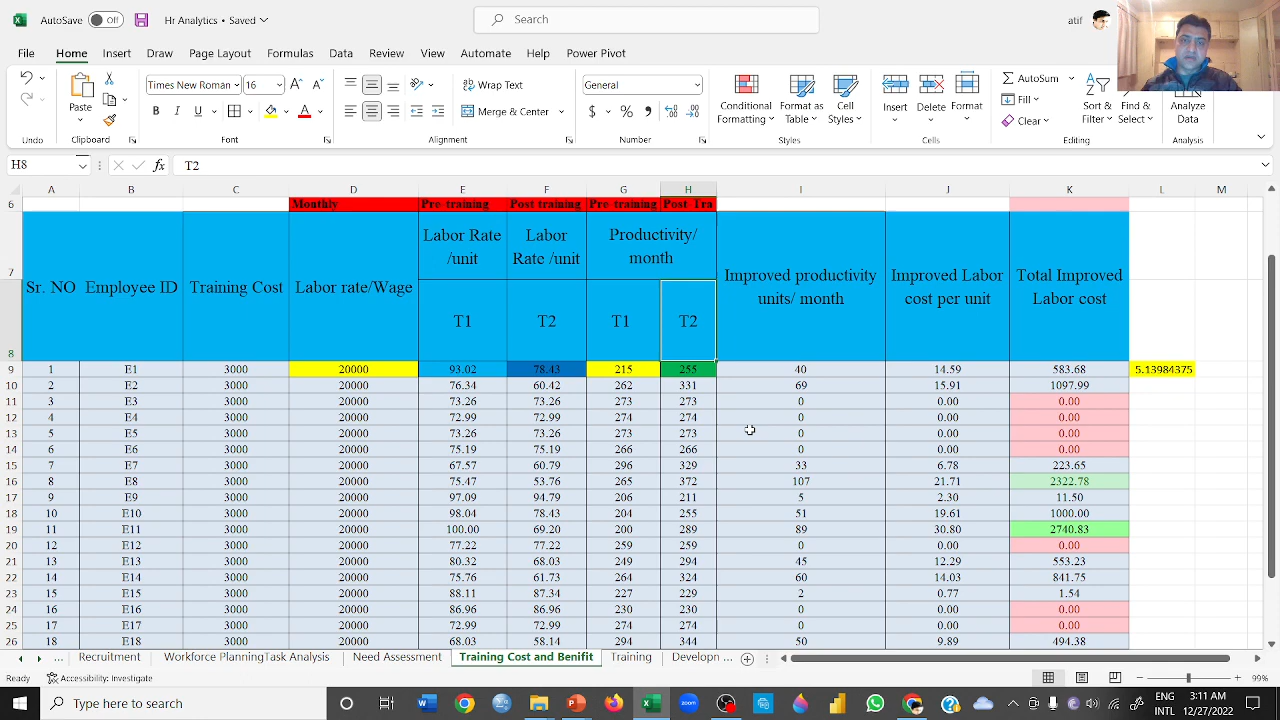 AutoSave Off Hr Analytics • Saved Search atif
File Home Insert Draw Page Layout Formulas Data Review View Automate Help Power Pivot
Times New Roma 16 A A Wrap Text General AutoSum
Paste B I U Merge & Center $ % Conditional Formatting Format as Table Cell Styles Insert Delete Format Fill Clear Sort & Filter Find & Select Analyze Data
Undo Clipboard Font Alignment Number Styles Cells Editing Analysis
H8 fx T2
A B C D E F G H I J K L M
6 Monthly Pre-training Post training Pre-training Post-Tra
7 Sr. NO Employee ID Training Cost Labor rate/Wage Labor Rate /unit Labor Rate /unit Productivity/ month Improved productivity units/ month Improved Labor cost per unit Total Improved Labor cost
8 T1 T2 T1 T2
9 1 E1 3000 20000 93.02 78.43 215 255 40 14.59 583.68 5.13984375
10 2 E2 3000 20000 76.34 60.42 262 331 69 15.91 1097.99
11 3 E3 3000 20000 73.26 73.26 273 273 0 0.00 0.00
12 4 E4 3000 20000 72.99 72.99 274 274 0 0.00 0.00
13 5 E5 3000 20000 73.26 73.26 273 273 0 0.00 0.00
14 6 E6 3000 20000 75.19 75.19 266 266 0 0.00 0.00
15 7 E7 3000 20000 67.57 60.79 296 329 33 6.78 223.65
16 8 E8 3000 20000 75.47 53.76 265 372 107 21.71 2322.78
17 9 E9 3000 20000 97.09 94.79 206 211 5 2.30 11.50
18 10 E10 3000 20000 98.04 78.43 204 255 51 19.61 1000.00
19 11 E11 3000 20000 100.00 69.20 200 289 89 30.80 2740.83
20 12 E12 3000 20000 77.22 77.22 259 259 0 0.00 0.00
21 13 E13 3000 20000 80.32 68.03 249 294 45 12.29 553.23
22 14 E14 3000 20000 75.76 61.73 264 324 60 14.03 841.75
23 15 E15 3000 20000 88.11 87.34 227 229 2 0.77 1.54
24 16 E16 3000 20000 86.96 86.96 230 230 0 0.00 0.00
25 17 E17 3000 20000 72.99 72.99 274 274 0 0.00 0.00
26 18 E18 3000 20000 68.03 58.14 294 344 50 9.89 494.38
... Recruitment Workforce PlanningTask Analysis Need Assessment Training Cost and Benifit Training Developn ...
Ready Accessibility: Investigate 99%
Type here to search zoom ENG 3:11 AM
INTL 12/27/2022